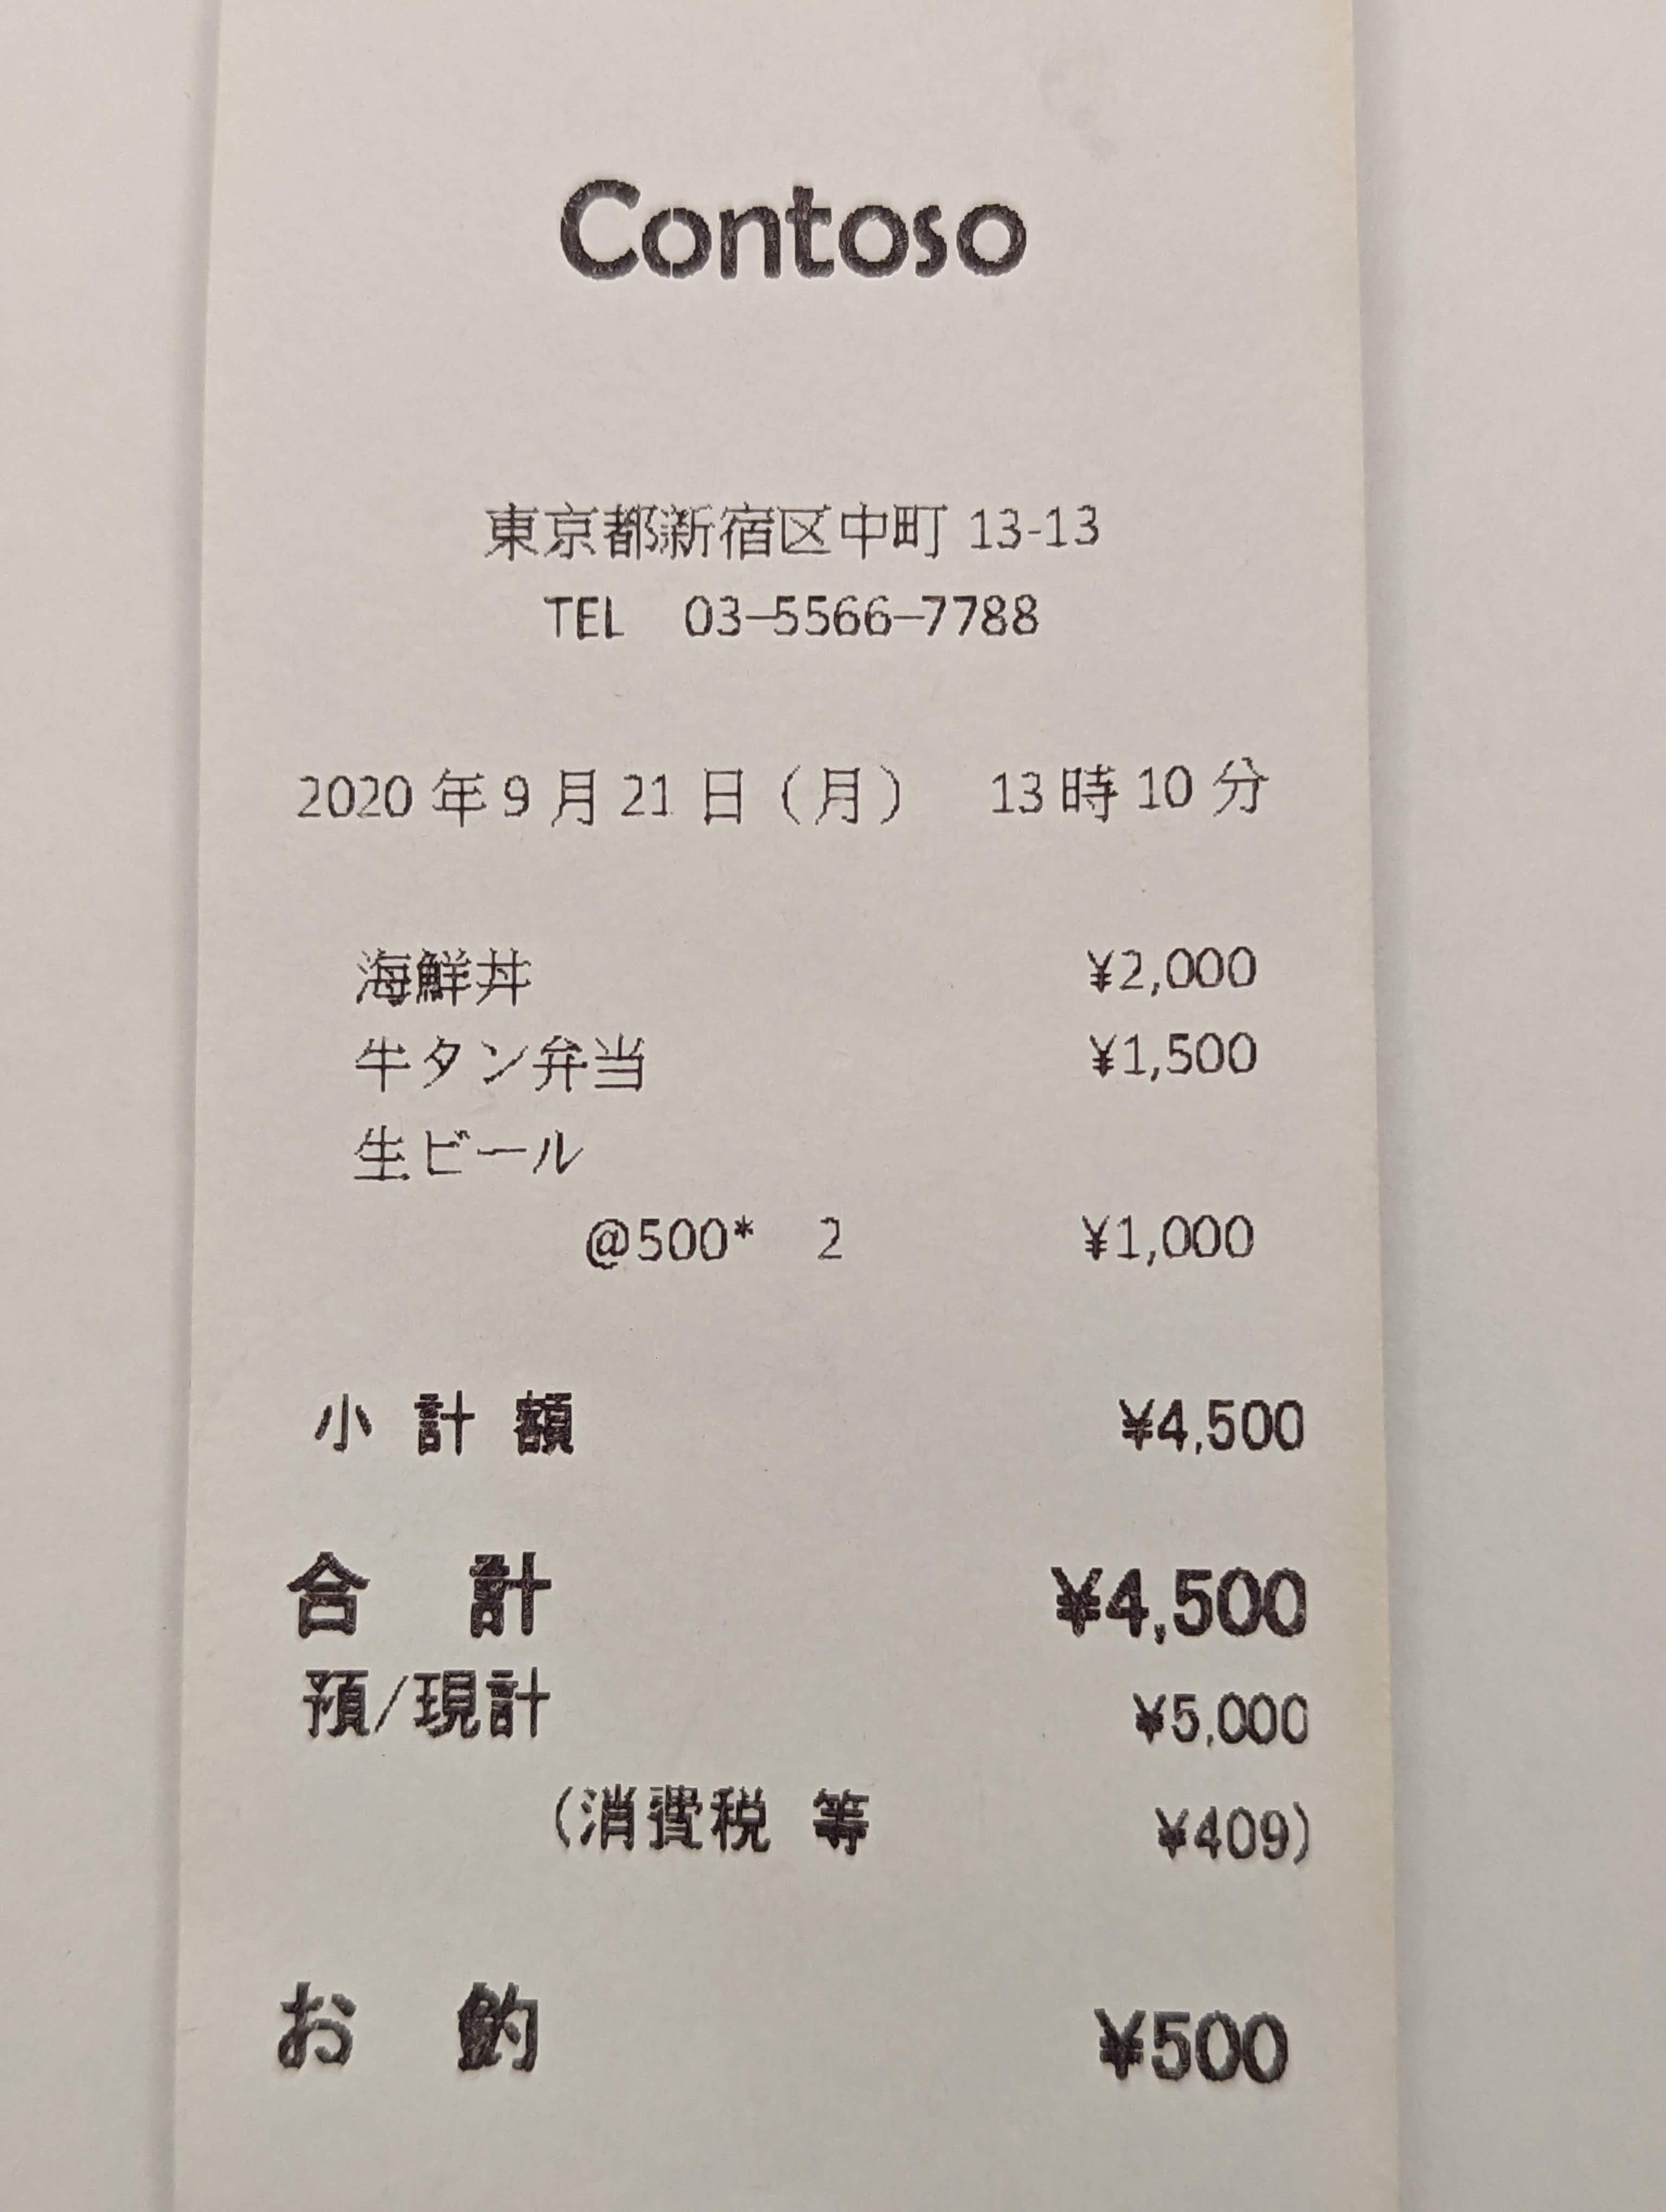 Contoso
東京都新宿区中町 13-13
TEL　03–5566–7788
2020 年 9 月 21 日（月）　13 時 10 分
海鮮丼 ¥2,000
牛タン弁当 ¥1,500
生ビール
@500*　2 ¥1,000
小 計 額 ¥4,500
合　計 ¥4,500
預/現計 ¥5,000
(消費税 等 ¥409)
お　釣 ¥500